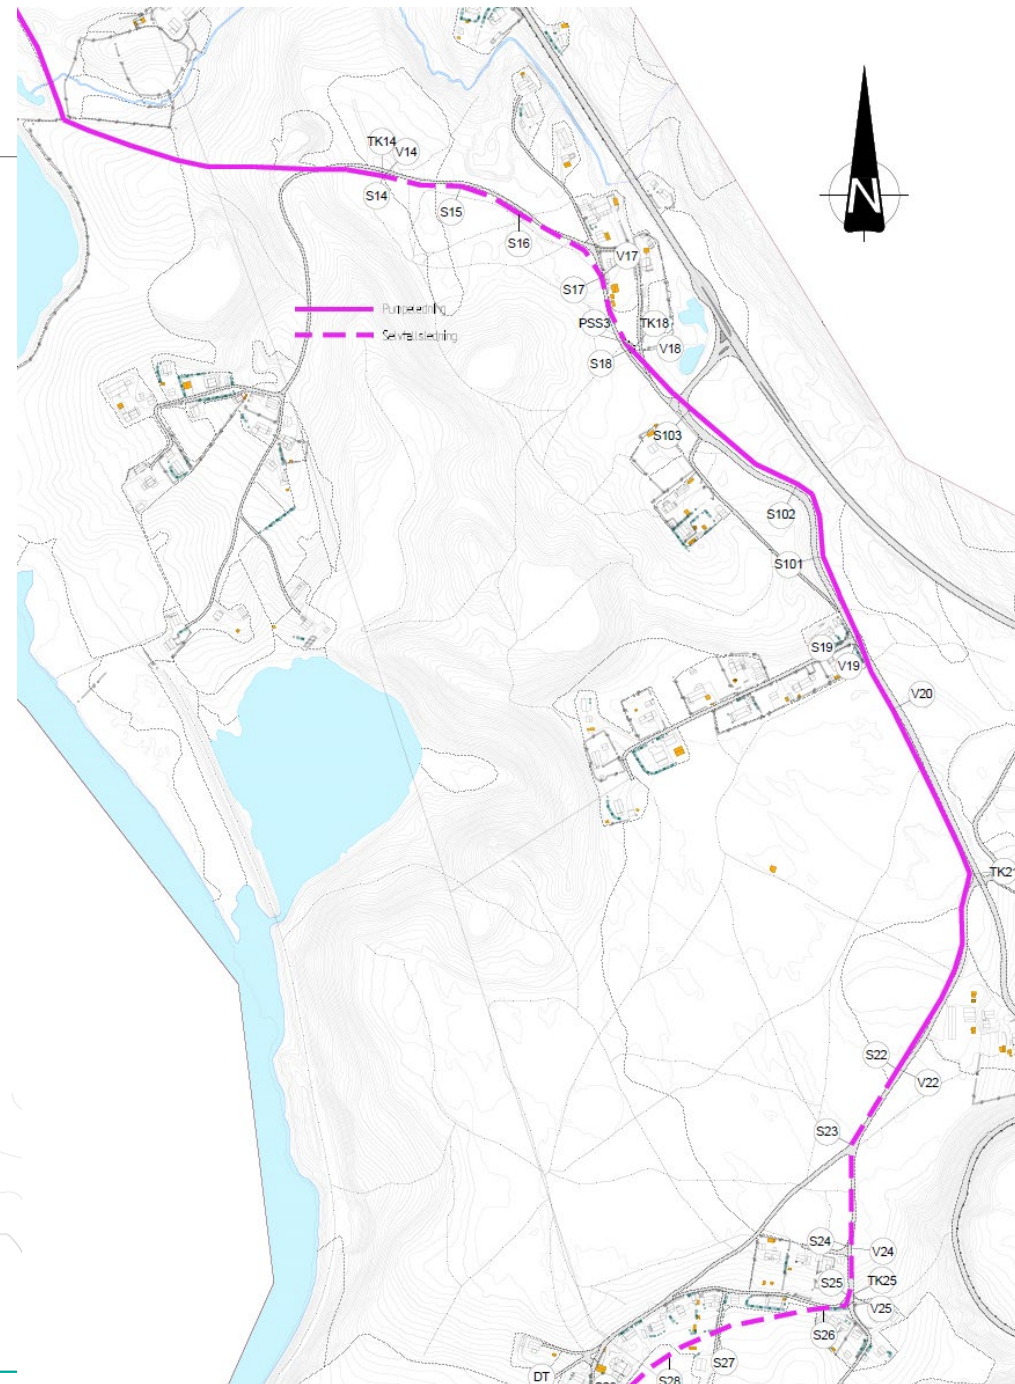 TK14
V14
S14
S15
N
S16
V17
S17
Pumpeledning
PSS3
TK18
Selvfallsledning
V18
S18
S103
S102
S101
S19
V19
V20
TK21
S22
V22
S23
S24
V24
S25
TK25
V25
S26
S27
DT
S28